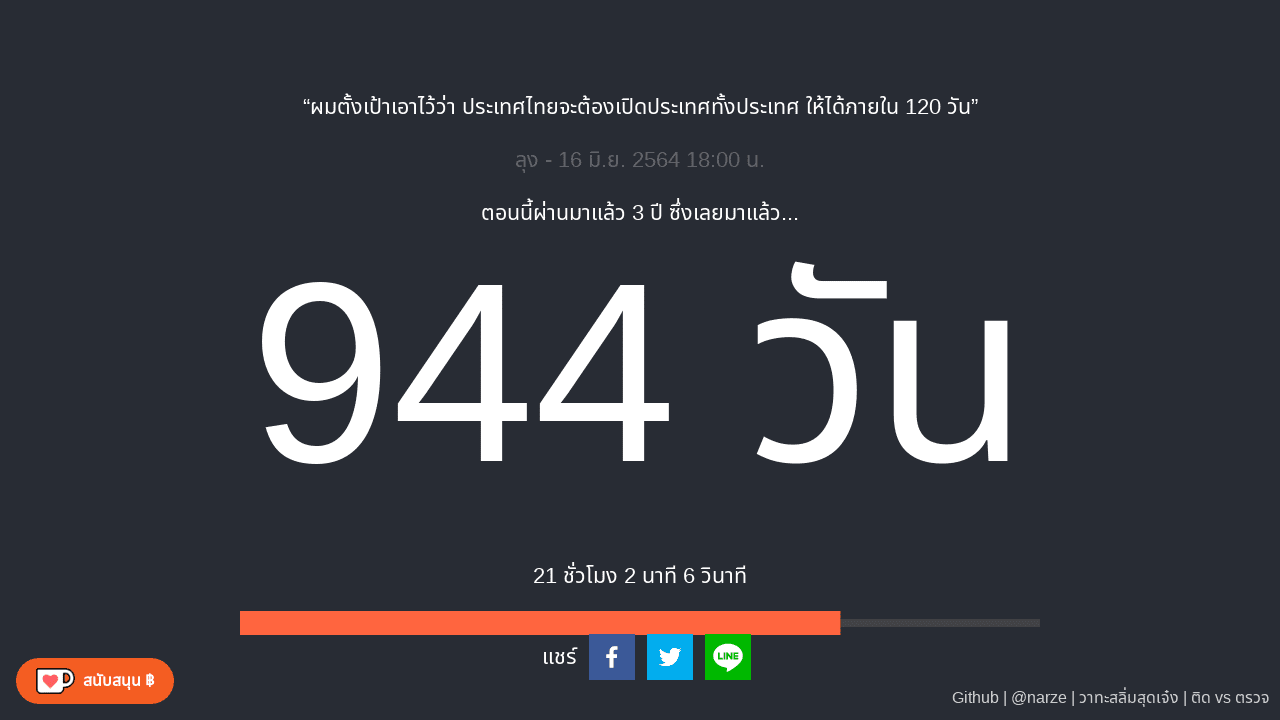 “ผมตั้งเป้าเอาไว้ว่า ประเทศไทยจะต้องเปิดประเทศทั้งประเทศ ให้ได้ภายใน 120 วัน”
ลุง - 16 มิ.ย. 2564 18:00 น.
ตอนนี้ผ่านมาแล้ว 3 ปี ซึ่งเลยมาแล้ว...
944 วัน
21 ชั่วโมง 2 นาที 6 วินาที
แชร์
LINE
สนับสนุน ฿
Github | @narze | วาทะสลิ่มสุดเจ๋ง | ติด vs ตรวจ